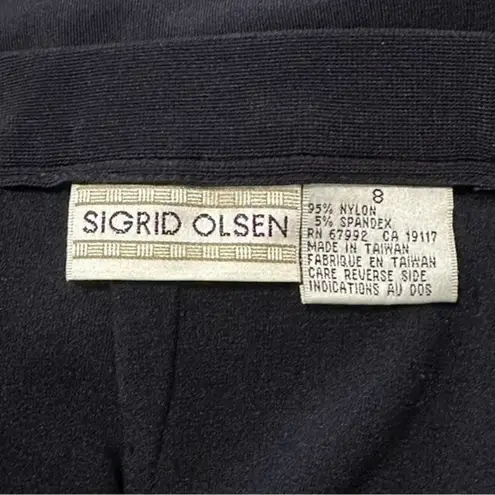 SIGRID OLSEN
8
95% NYLON
5% SPANDEX
RN 67992 CA 19117
MADE IN TAIWAN
FABRIQUE EN TAIWAN
CARE REVERSE SIDE
INDICATIONS AU DOS